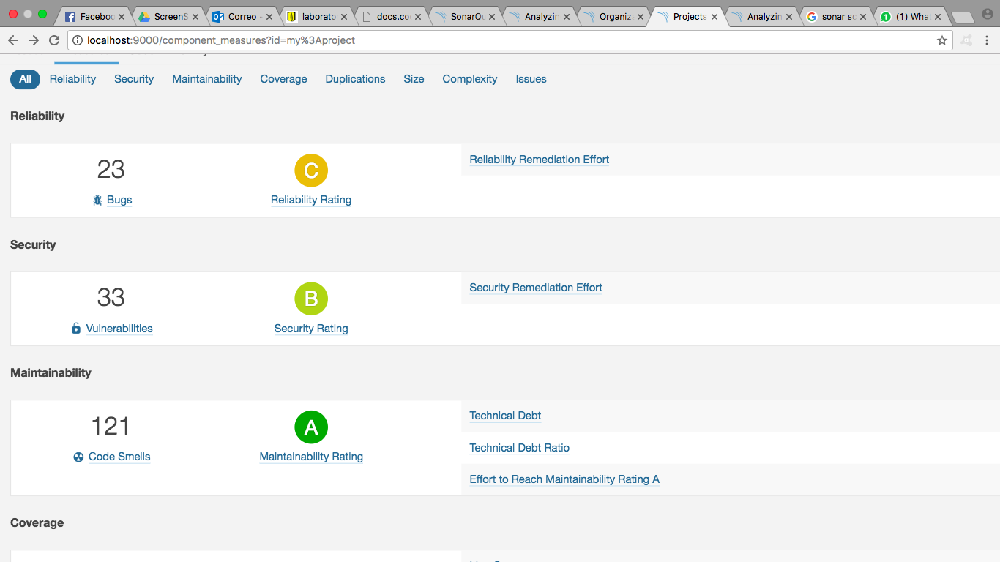 Faceboo ScreenS Correo - laborato docs.co SonarQu Analyzin Organiza Projects Analyzin sonar sc (1) What
localhost:9000/component_measures?id=my%3Aproject
All Reliability Security Maintainability Coverage Duplications Size Complexity Issues
Reliability
23
C
Reliability Remediation Effort
Bugs
Reliability Rating
Security
33
B
Security Remediation Effort
Vulnerabilities
Security Rating
Maintainability
121
A
Technical Debt
Code Smells
Maintainability Rating
Technical Debt Ratio
Effort to Reach Maintainability Rating A
Coverage